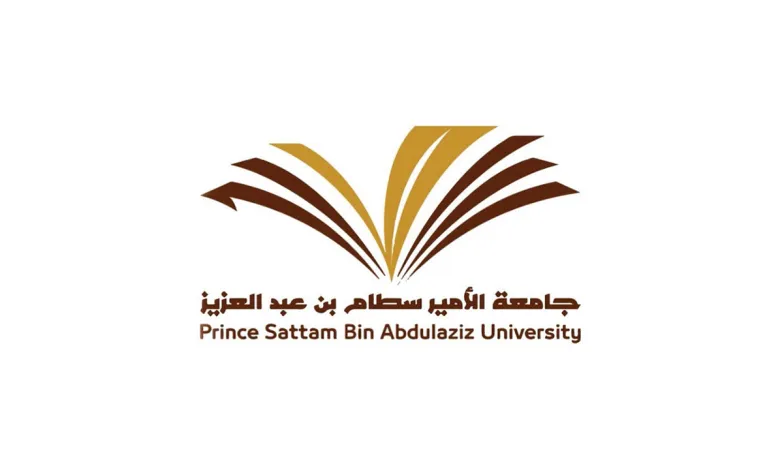 جامعة الأمير سطام بن عبد العزيز
Prince Sattam Bin Abdulaziz University